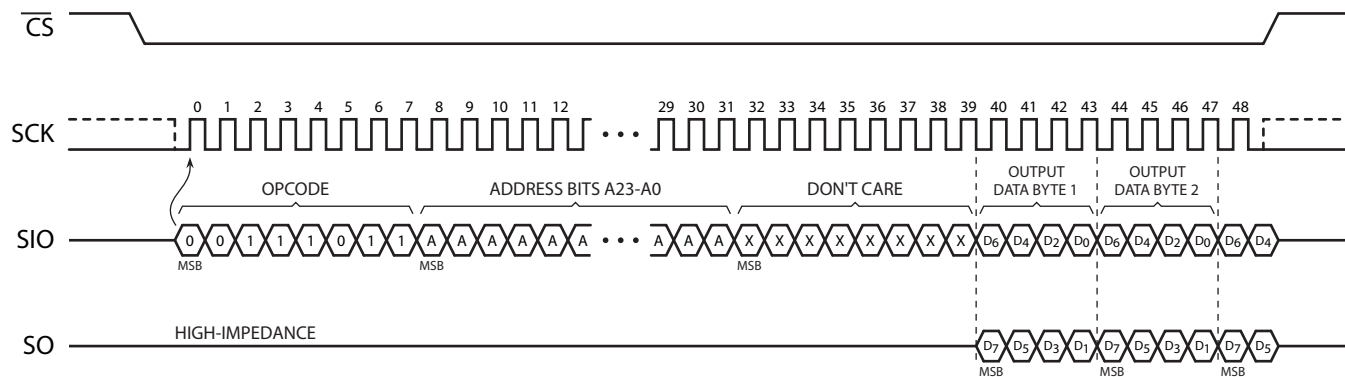 CS
0 1 2 3 4 5 6 7 8 9 10 11 12 29 30 31 32 33 34 35 36 37 38 39 40 41 42 43 44 45 46 47 48
SCK
OPCODE
ADDRESS BITS A23-A0
DON'T CARE
OUTPUT
DATA BYTE 1
OUTPUT
DATA BYTE 2
SIO 0 0 1 1 1 0 1 1 A A A A A A A A A X X X X X X X X D6 D4 D2 D0 D6 D4 D2 D0 D6 D4
MSB MSB MSB
HIGH-IMPEDANCE
SO D7 D5 D3 D1 D7 D5 D3 D1 D7 D5
MSB MSB MSB